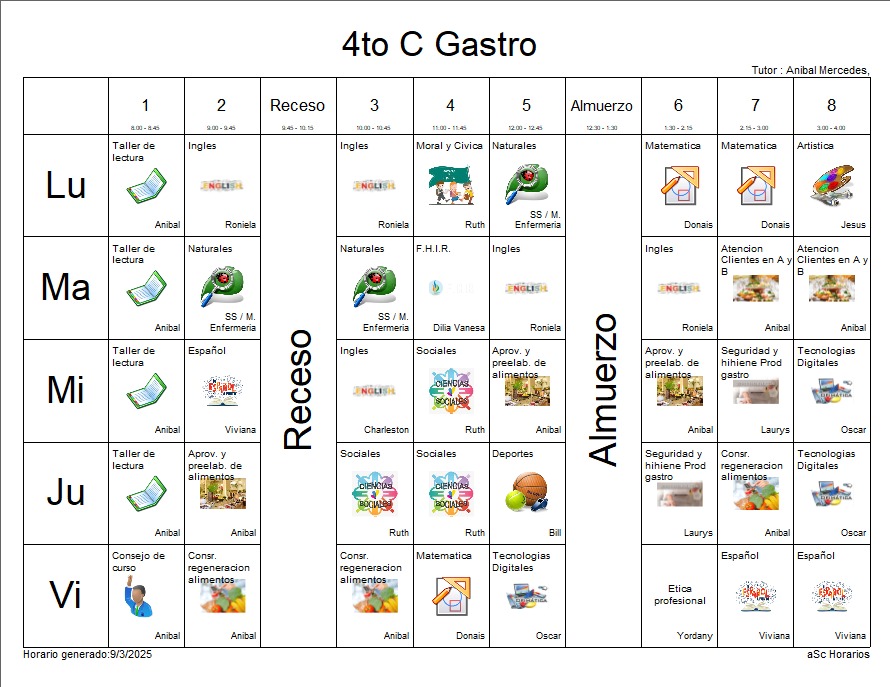 4to C Gastro
Tutor : Anibal Mercedes,
1 2 Receso 3 4 5 Almuerzo 6 7 8
8.00 - 8.45 9.00 - 9.45 9.45 - 10.15 10.00 - 10.45 11.00 - 11.45 12.00 - 12.45 12.30 - 1.30 1.30 - 2.15 2.15 - 3.00 3.00 - 4.00
Lu
Taller de
lectura
Anibal
Ingles
ENGLISH
Roniela
Ingles
ENGLISH
Roniela
Moral y Civica
Ruth
Naturales
SS / M.
Enfermeria
Matematica
Donais
Matematica
Donais
Artistica
Jesus
Ma
Taller de
lectura
Anibal
Naturales
SS / M.
Enfermeria
Receso
Naturales
SS / M.
Enfermeria
F.H.I.R.
Dilia Vanesa
Ingles
ENGLISH
Roniela
Almuerzo
Ingles
ENGLISH
Roniela
Atencion
Clientes en A y
B
Anibal
Atencion
Clientes en A y
B
Anibal
Mi
Taller de
lectura
Anibal
Español
ESPAÑOL
Viviana
Ingles
ENGLISH
Charleston
Sociales
CIENCIAS
SOCIALES
Ruth
Aprov. y
preelab. de
alimentos
Anibal
Aprov. y
preelab. de
alimentos
Anibal
Seguridad y
hihiene Prod
gastro
Laurys
Tecnologias
Digitales
Oscar
Ju
Taller de
lectura
Anibal
Aprov. y
preelab. de
alimentos
Anibal
Sociales
CIENCIAS
SOCIALES
Ruth
Sociales
CIENCIAS
SOCIALES
Ruth
Deportes
Bill
Seguridad y
hihiene Prod
gastro
Laurys
Consr.
regeneracion
alimentos
Anibal
Tecnologias
Digitales
Oscar
Vi
Consejo de
curso
Anibal
Consr.
regeneracion
alimentos
Anibal
Consr.
regeneracion
alimentos
Anibal
Matematica
Donais
Tecnologias
Digitales
Oscar
Etica
profesional
Yordany
Español
ESPAÑOL
Viviana
Español
ESPAÑOL
Viviana
Horario generado:9/3/2025
aSc Horarios